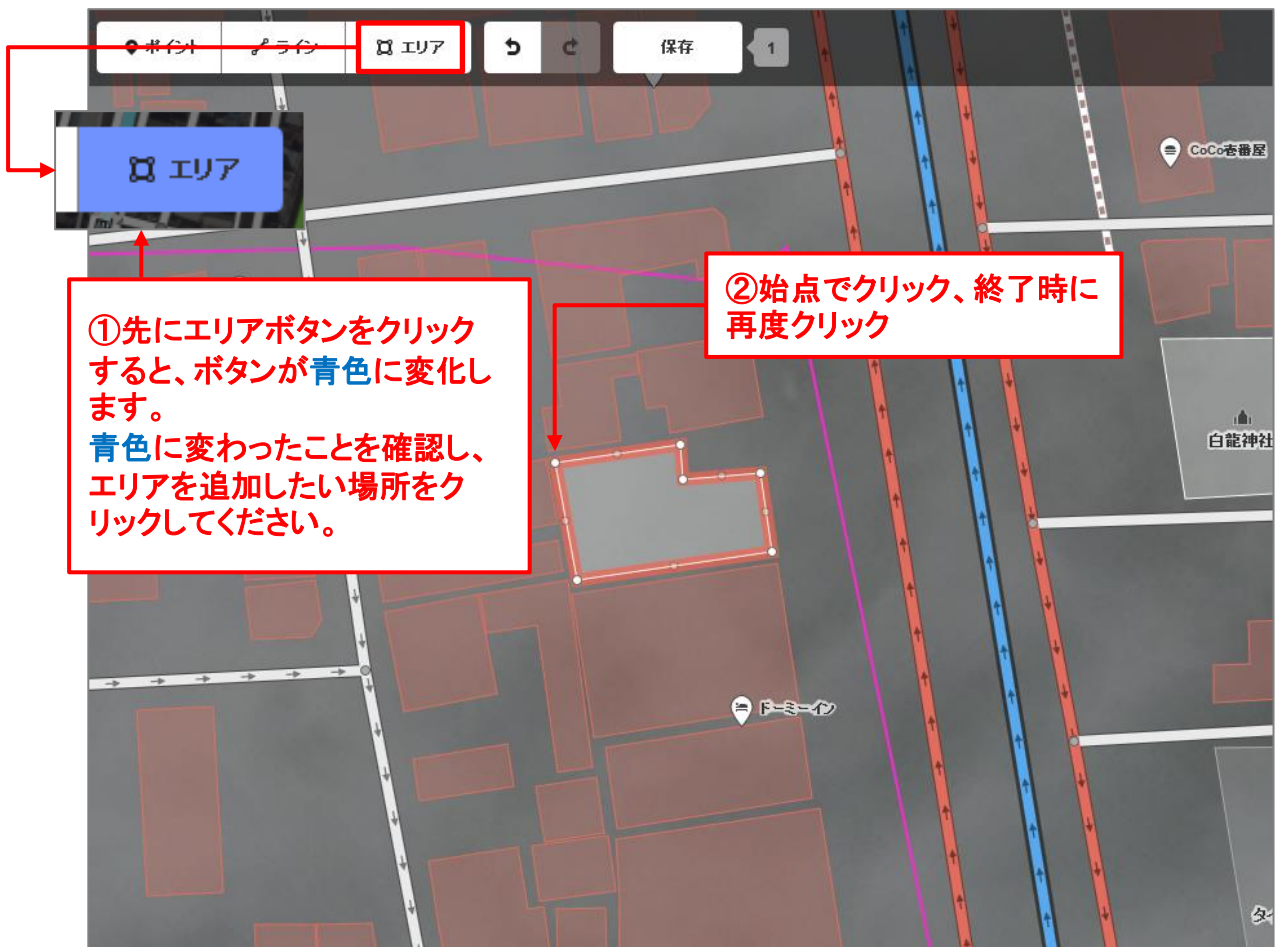 ポイント
ライン
エリア
保存
1
エリア
CoCo壱番屋
①先にエリアボタンをクリック
すると、ボタンが青色に変化し
ます。
青色に変わったことを確認し、
エリアを追加したい場所をク
リックしてください。
②始点でクリック、終了時に
再度クリック
白龍神社
ドーミーイン
タイ